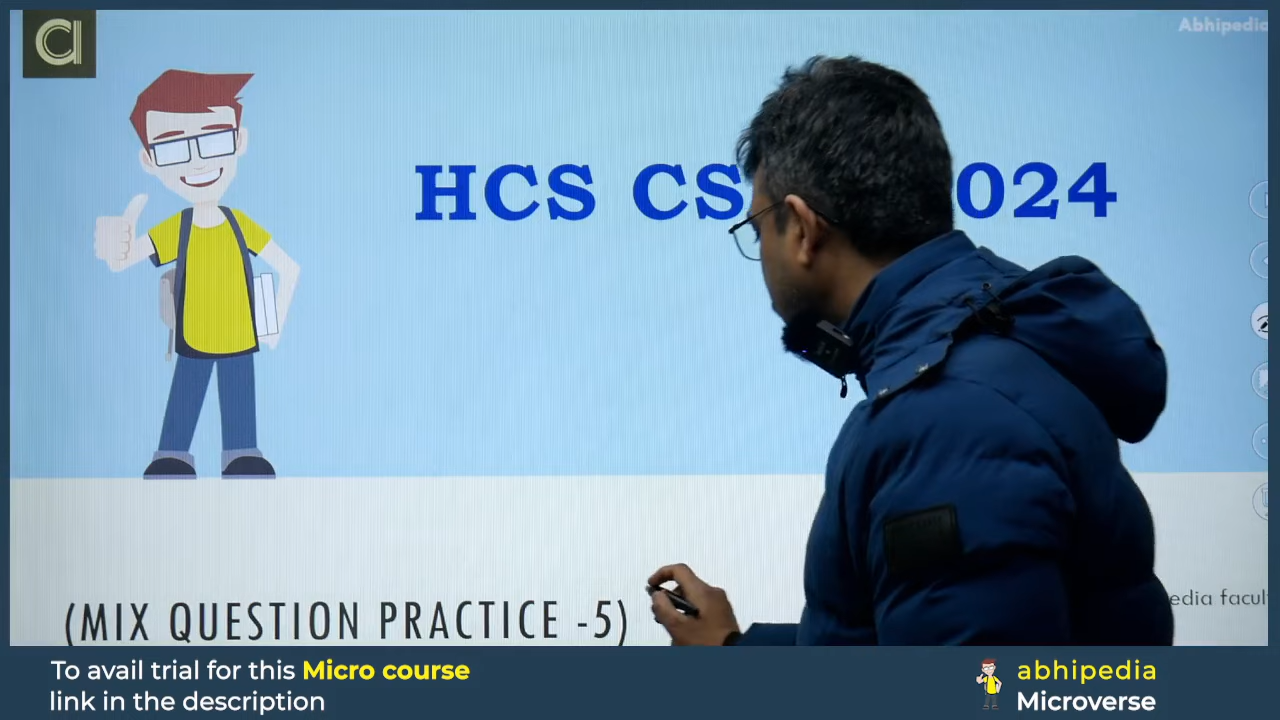 Abhipedia
HCS CS 024
(MIX QUESTION PRACTICE -5)
edia facul
To avail trial for this Micro course
link in the description
abhipedia
Microverse